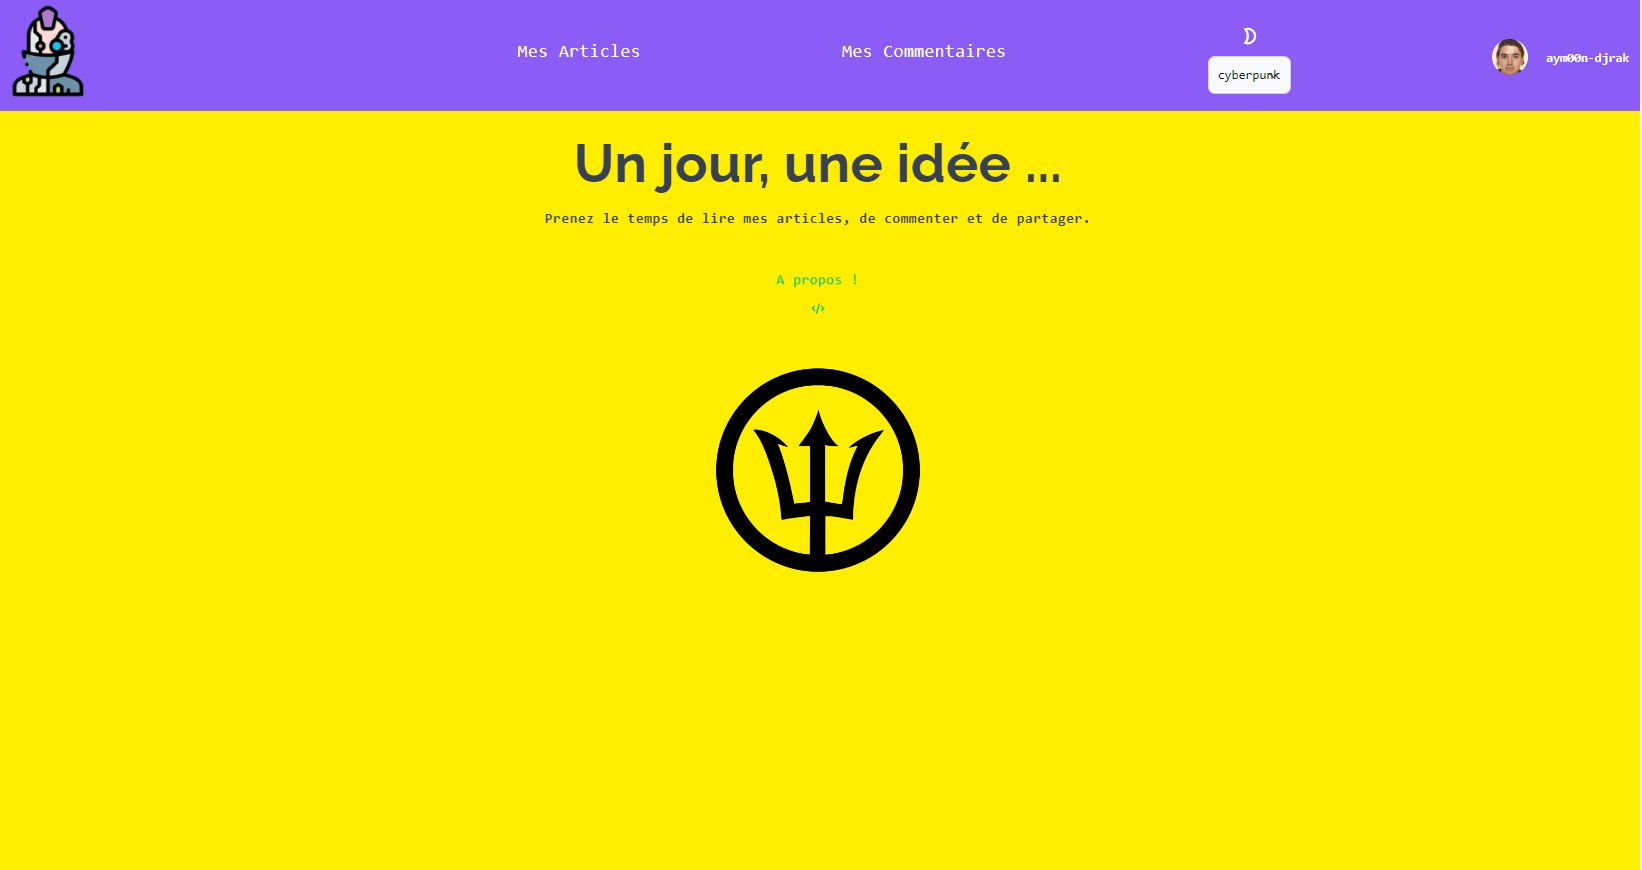 Mes Articles
Mes Commentaires
cyberpunk
aym00n-djrak
Un jour, une idée ...
Prenez le temps de lire mes articles, de commenter et de partager.
A propos !